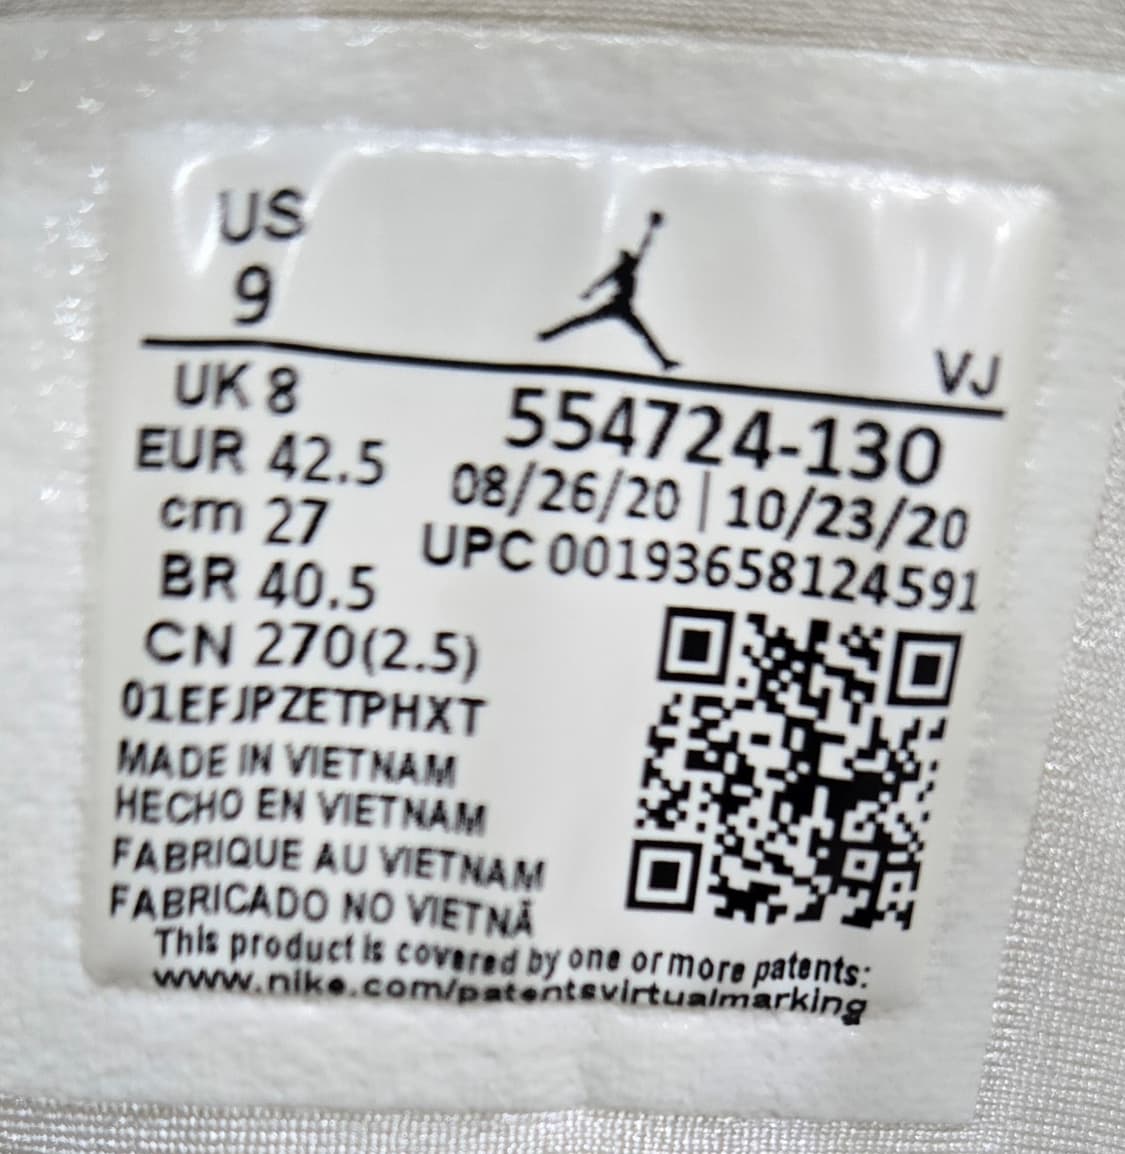 US
9
VJ
UK 8
EUR 42.5
cm 27
BR 40.5
CN 270(2.5)
554724-130
08/26/20 | 10/23/20
UPC 00193658124591
01EFJPZETPHXT
MADE IN VIETNAM
HECHO EN VIETNAM
FABRIQUE AU VIETNAM
FABRICADO NO VIETNÃ
This product is covered by one or more patents:
www.nike.com/patentsvirtualmarking